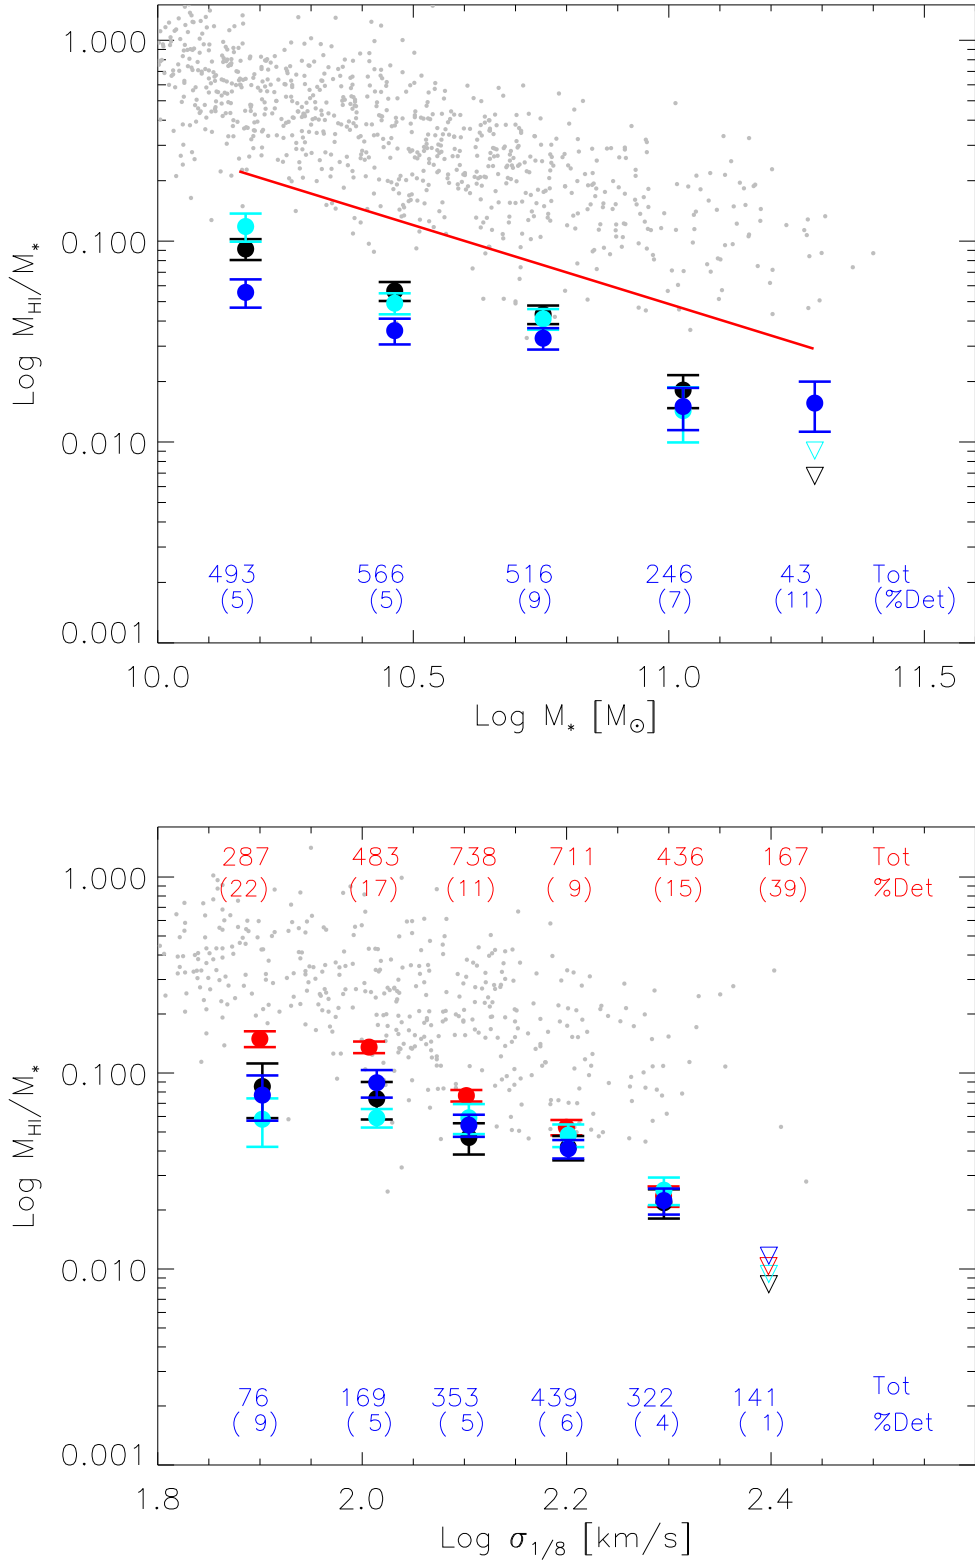 1.000
0.100
0.010
0.001
Log M_HI/M_*
493 566 516 246 43 Tot
(5) (5) (9) (7) (11) (%Det)
10.0 10.5 11.0 11.5
Log M_* [M_⊙]
287 483 738 711 436 167 Tot
(22) (17) (11) ( 9) (15) (39) %Det
1.000
0.100
0.010
0.001
Log M_HI/M_*
76 169 353 439 322 141 Tot
( 9) ( 5) ( 5) ( 6) ( 4) ( 1) %Det
1.8 2.0 2.2 2.4
Log σ_1/8 [km/s]